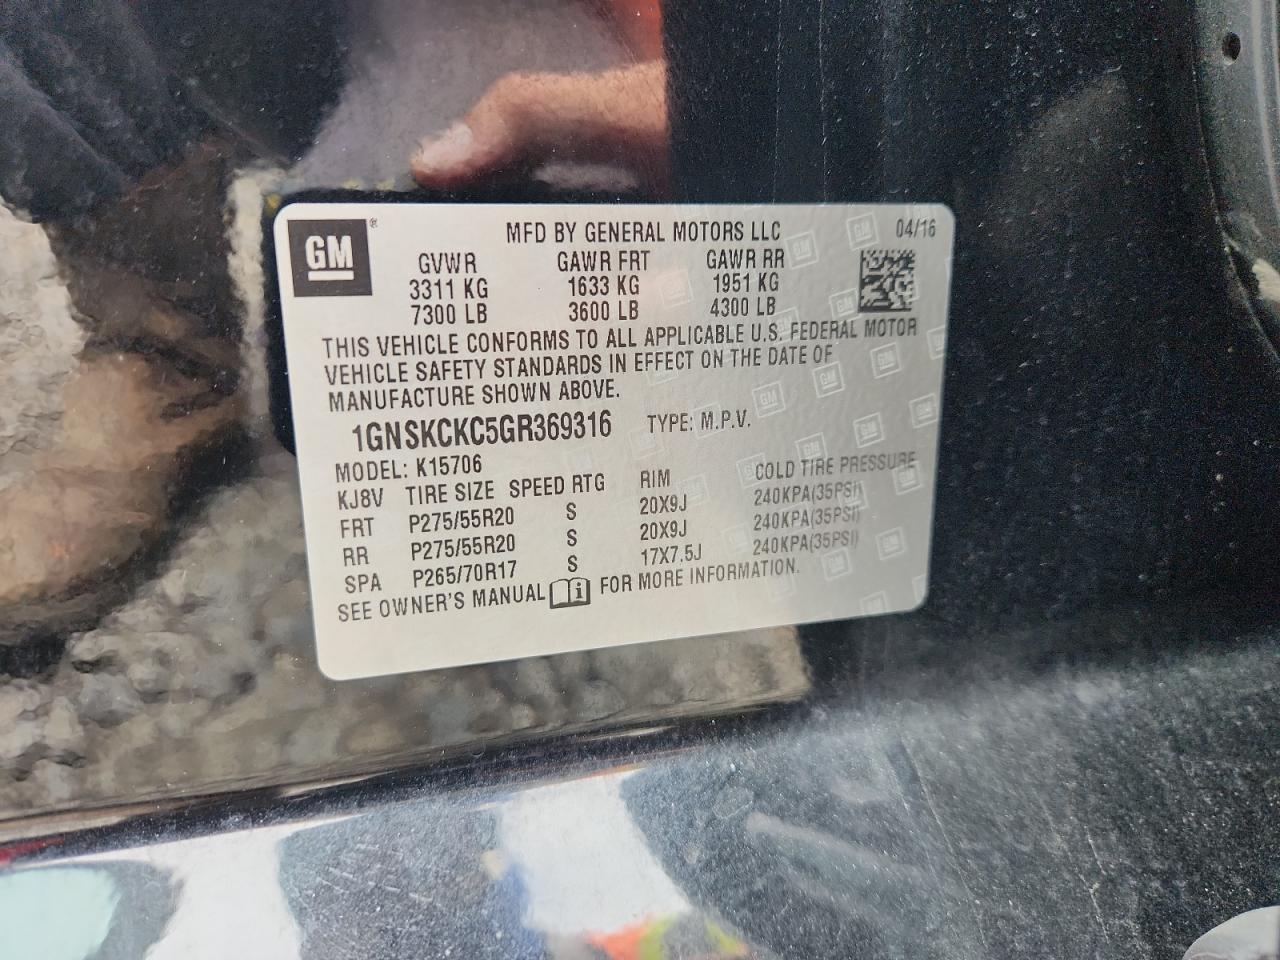 GM ®
MFD BY GENERAL MOTORS LLC 04/16
GVWR GAWR FRT GAWR RR
3311 KG 1633 KG 1951 KG
7300 LB 3600 LB 4300 LB
THIS VEHICLE CONFORMS TO ALL APPLICABLE U.S. FEDERAL MOTOR
VEHICLE SAFETY STANDARDS IN EFFECT ON THE DATE OF
MANUFACTURE SHOWN ABOVE.
1GNSKCKC5GR369316 TYPE: M.P.V.
MODEL: K15706
KJ8V TIRE SIZE SPEED RTG RIM COLD TIRE PRESSURE
FRT P275/55R20 S 20X9J 240KPA(35PSI)
RR P275/55R20 S 20X9J 240KPA(35PSI)
SPA P265/70R17 S 17X7.5J 240KPA(35PSI)
SEE OWNER'S MANUAL i FOR MORE INFORMATION.